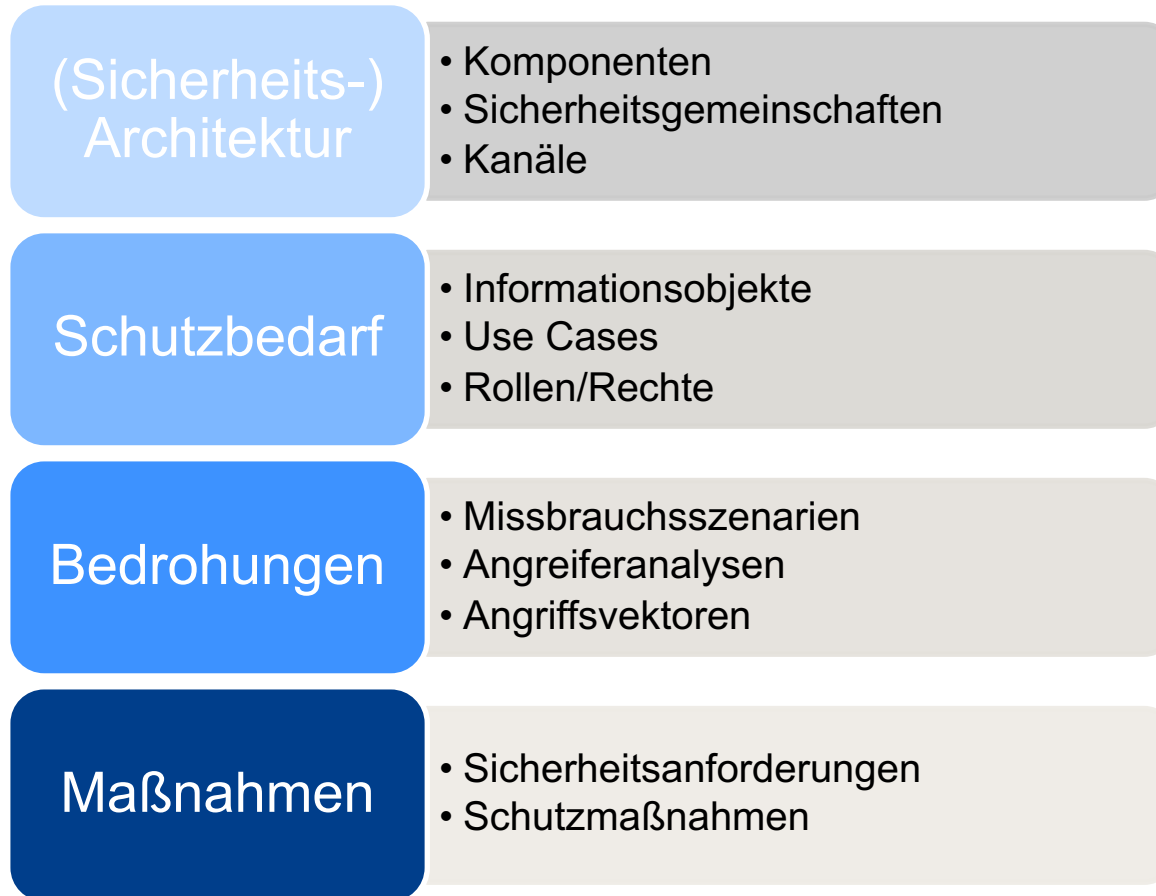 (Sicherheits-)
Architektur
• Komponenten
• Sicherheitsgemeinschaften
• Kanäle
Schutzbedarf
• Informationsobjekte
• Use Cases
• Rollen/Rechte
Bedrohungen
• Missbrauchsszenarien
• Angreiferanalysen
• Angriffsvektoren
Maßnahmen
• Sicherheitsanforderungen
• Schutzmaßnahmen